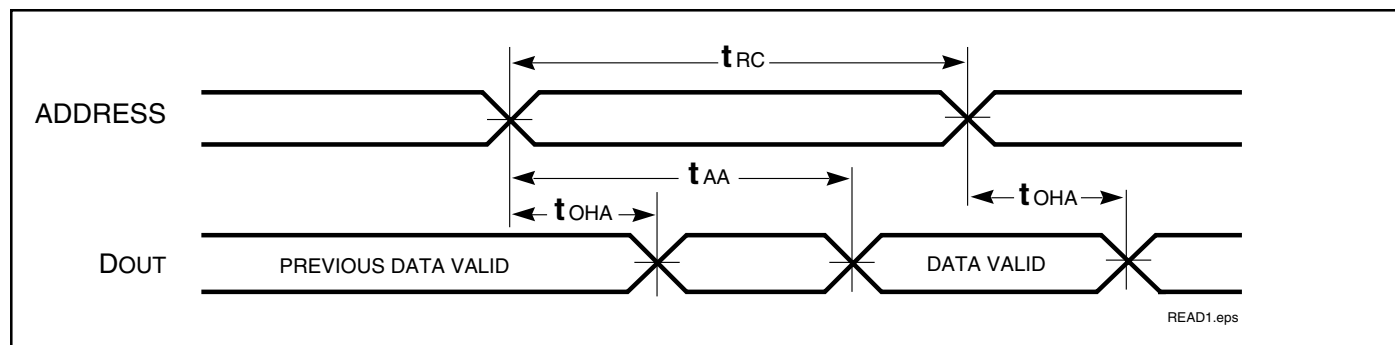 tRC
ADDRESS
tAA
tOHA
tOHA
DOUT
PREVIOUS DATA VALID
DATA VALID
READ1.eps